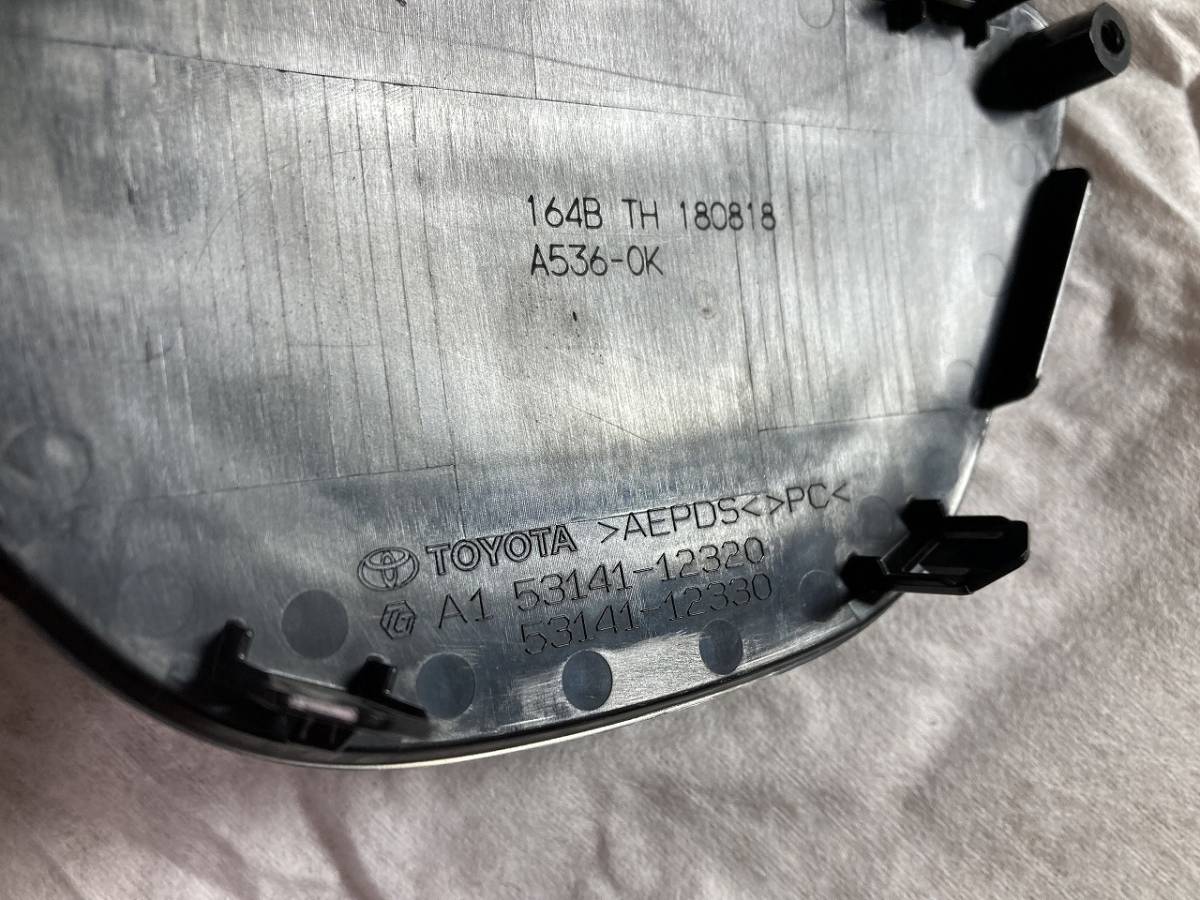 164B TH 180818
A536-0K
TOYOTA >AEPDS<>PC<
A1 53141-12320
53141-12330